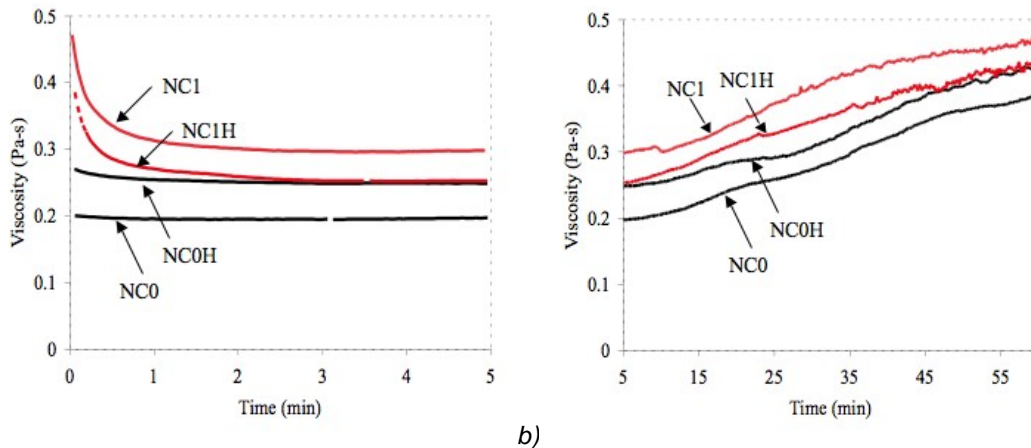 0.5
0.4
0.3
0.2
0.1
0
Viscosity (Pa-s)
NC1
NC1H
NC0H
NC0
0 1 2 3 4 5
Time (min)
0.5
0.4
0.3
0.2
0.1
0
Viscosity (Pa-s)
NC1
NC1H
NC0H
NC0
5 15 25 35 45 55
Time (min)
b)